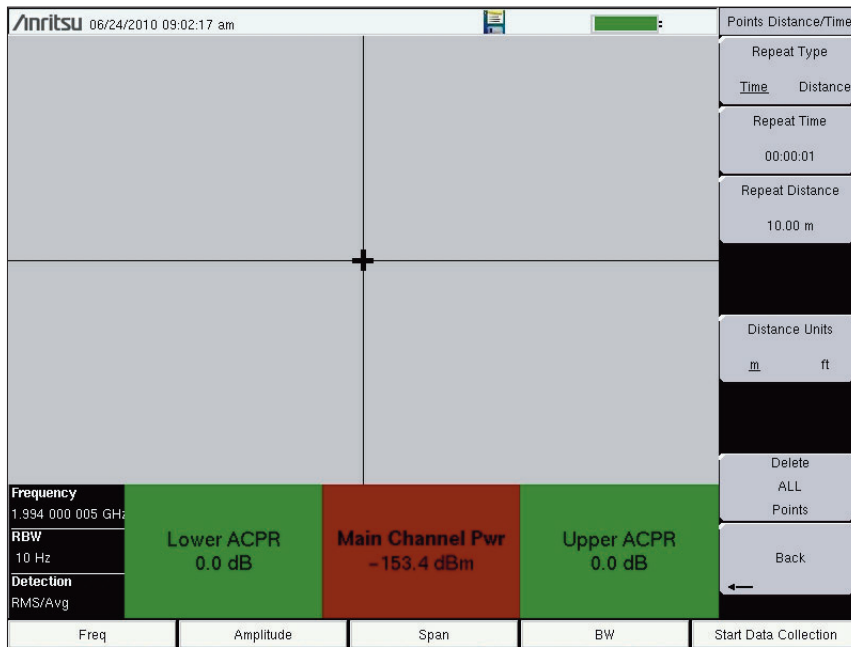 Anritsu 06/24/2010 09:02:17 am
Points Distance/Time
Repeat Type
Time Distance
Repeat Time
00:00:01
Repeat Distance
10.00 m
Distance Units
m ft
Delete
ALL
Points
Back
Frequency
1.994 000 005 GHz
RBW
10 Hz
Detection
RMS/Avg
Lower ACPR
0.0 dB
Main Channel Pwr
-153.4 dBm
Upper ACPR
0.0 dB
Freq
Amplitude
Span
BW
Start Data Collection